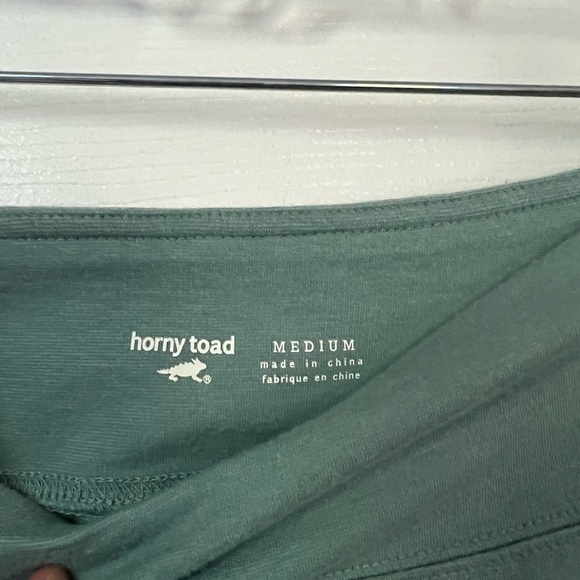 horny toad
®
MEDIUM
made in china
fabrique en chine